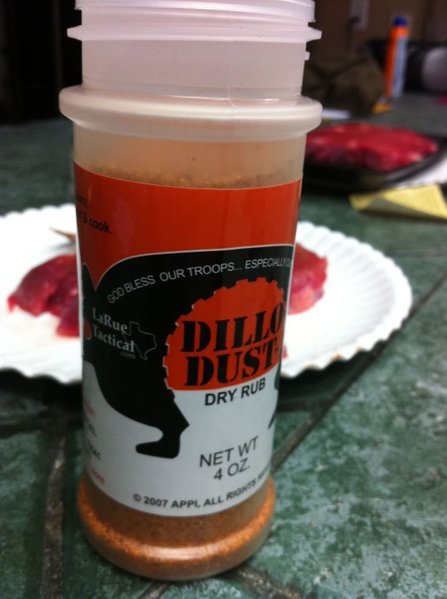 & cook.
GOD BLESS OUR TROOPS... ESPECIALLY
LaRue
Tactical
.com
DILLO
DUST
DRY RUB
NET WT
4 OZ.
© 2007 APPI, ALL RIGHTS